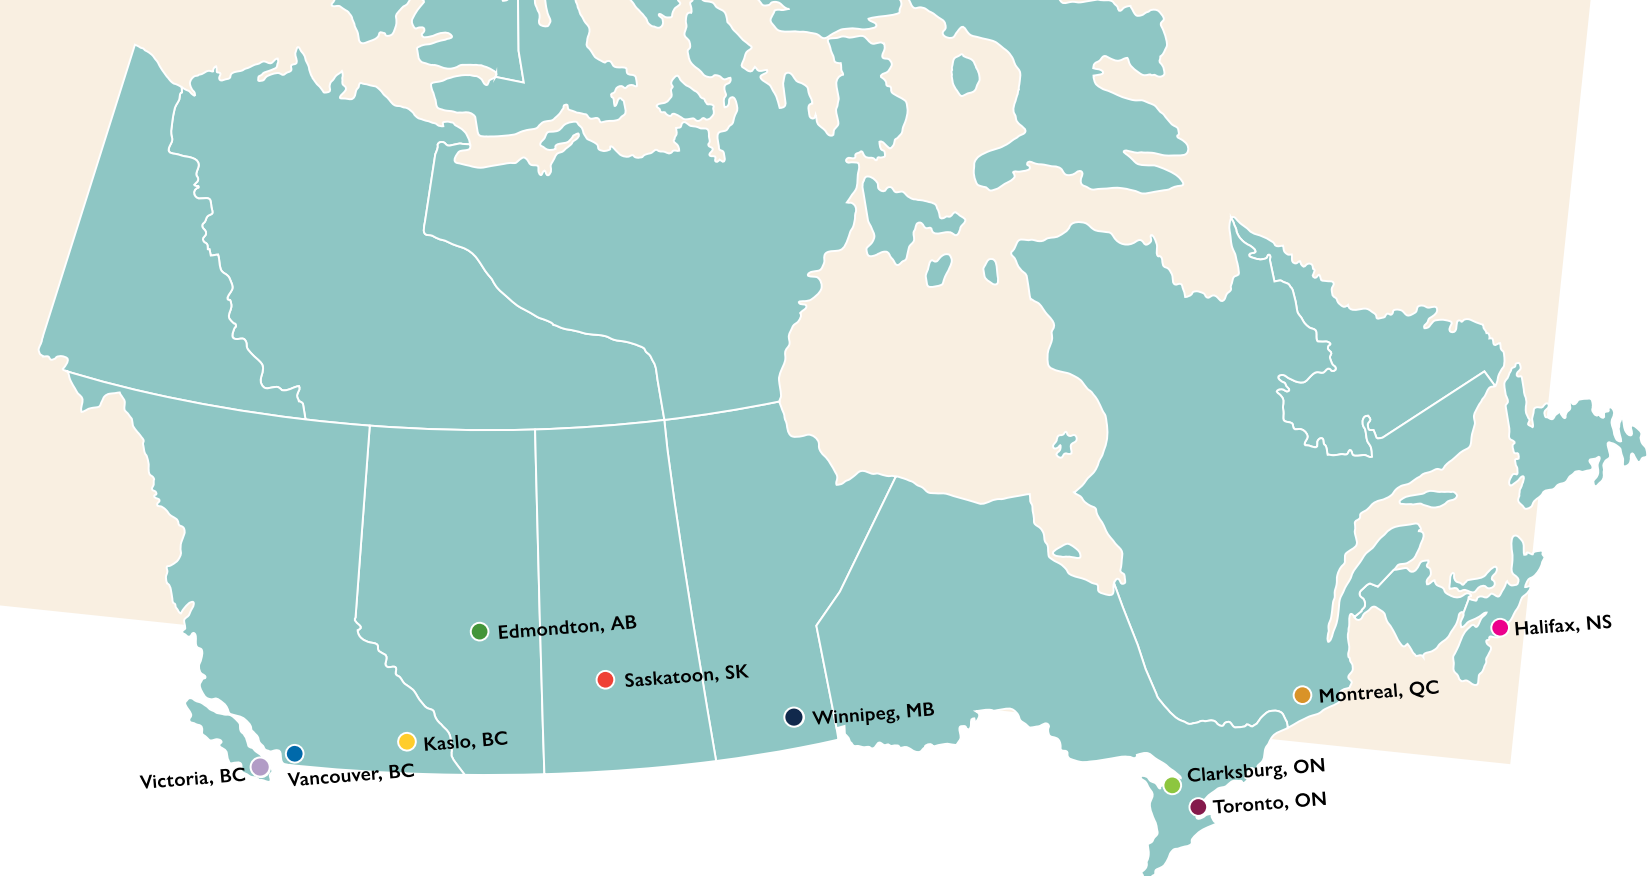 Edmondton, AB
Saskatoon, SK
Winnipeg, MB
Kaslo, BC
Victoria, BC
Vancouver, BC
Halifax, NS
Montreal, QC
Clarksburg, ON
Toronto, ON